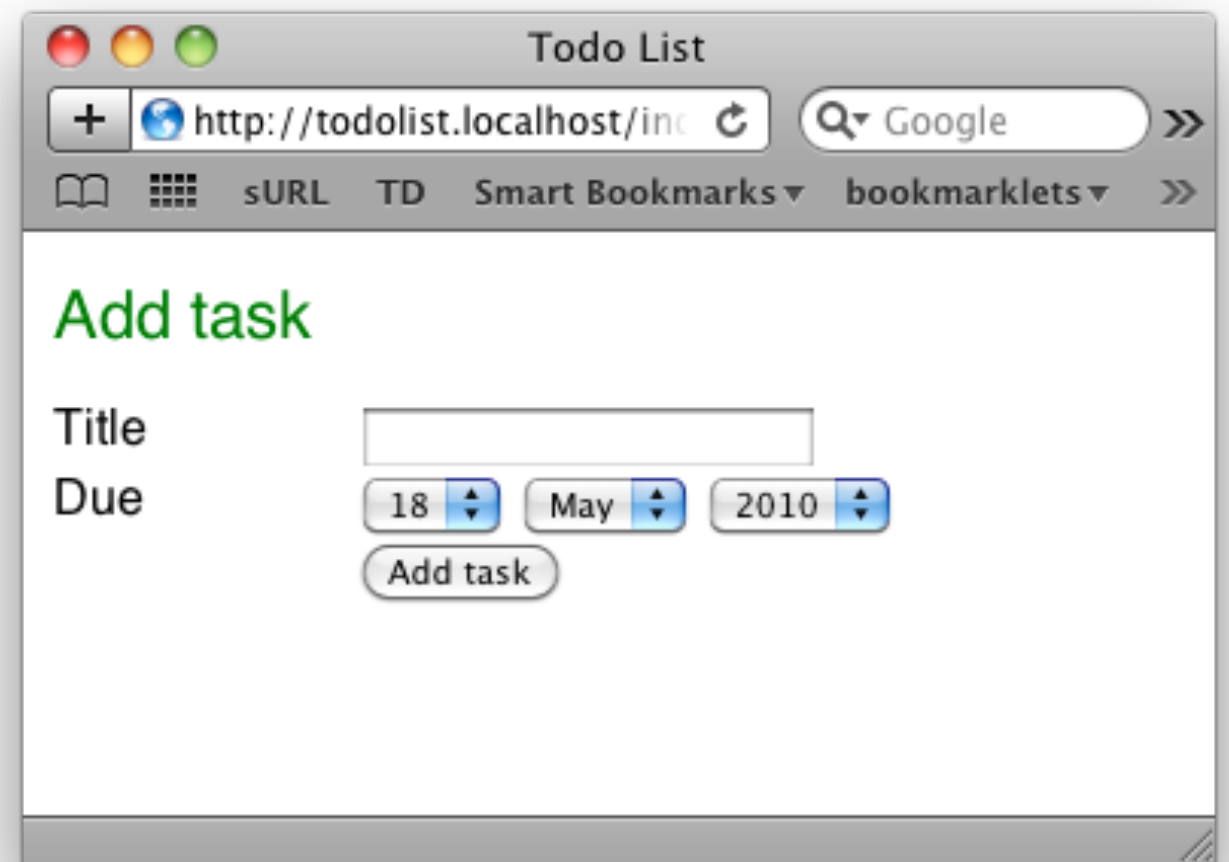 Todo List
+ http://todolist.localhost/ Google
sURL TD Smart Bookmarks bookmarklets
Add task
Title
Due 18 May 2010
Add task